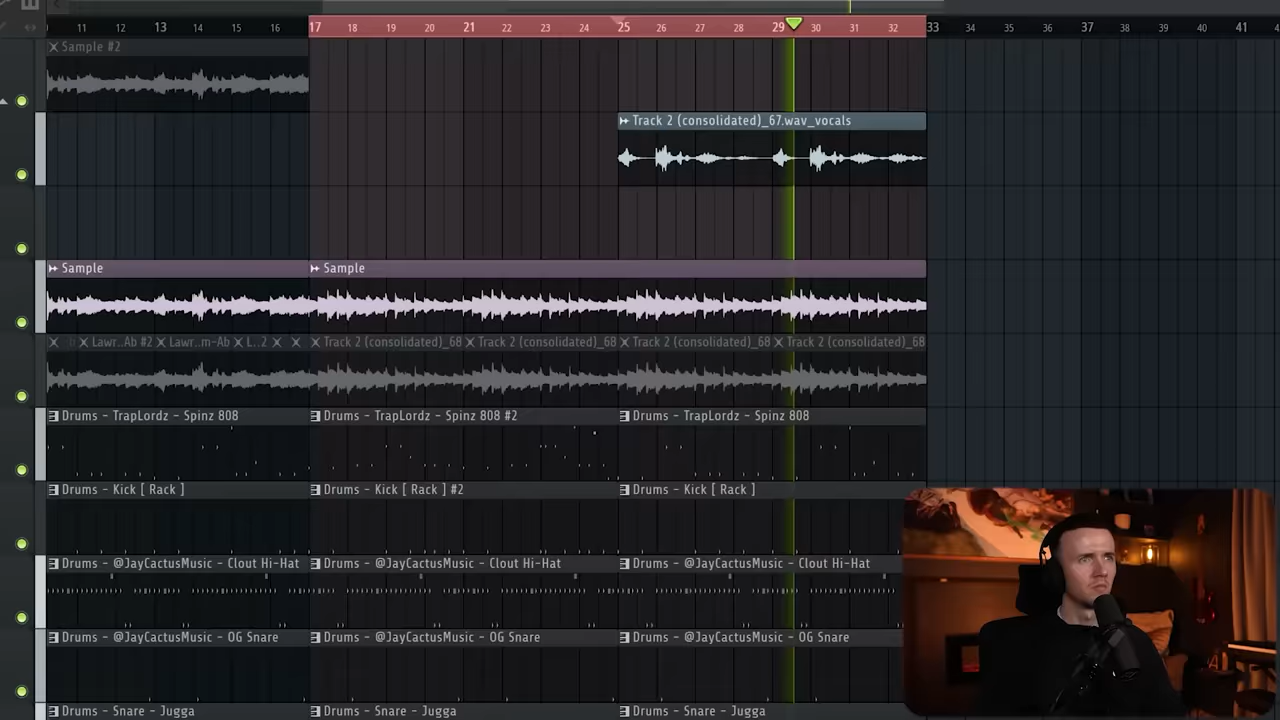 11 12 13 14 15 16 17 18 19 20 21 22 23 24 25 26 27 28 29 30 31 32 33 34 35 36 37 38 39 40 41
Sample #2
Track 2 (consolidated)_67.wav_vocals
Sample Sample
Lawr..Ab #2 Lawr..m-Ab L..2 Track 2 (consolidated)_68 Track 2 (consolidated)_68 Track 2 (consolidated)_68 Track 2 (consolidated)_68
Drums - TrapLordz - Spinz 808 Drums - TrapLordz - Spinz 808 #2 Drums - TrapLordz - Spinz 808
Drums - Kick [ Rack ] Drums - Kick [ Rack ] #2 Drums - Kick [ Rack ]
Drums - @JayCactusMusic - Clout Hi-Hat Drums - @JayCactusMusic - Clout Hi-Hat Drums - @JayCactusMusic - Clout Hi-Hat
Drums - @JayCactusMusic - OG Snare Drums - @JayCactusMusic - OG Snare Drums - @JayCactusMusic - OG Snare
Drums - Snare - Jugga Drums - Snare - Jugga Drums - Snare - Jugga